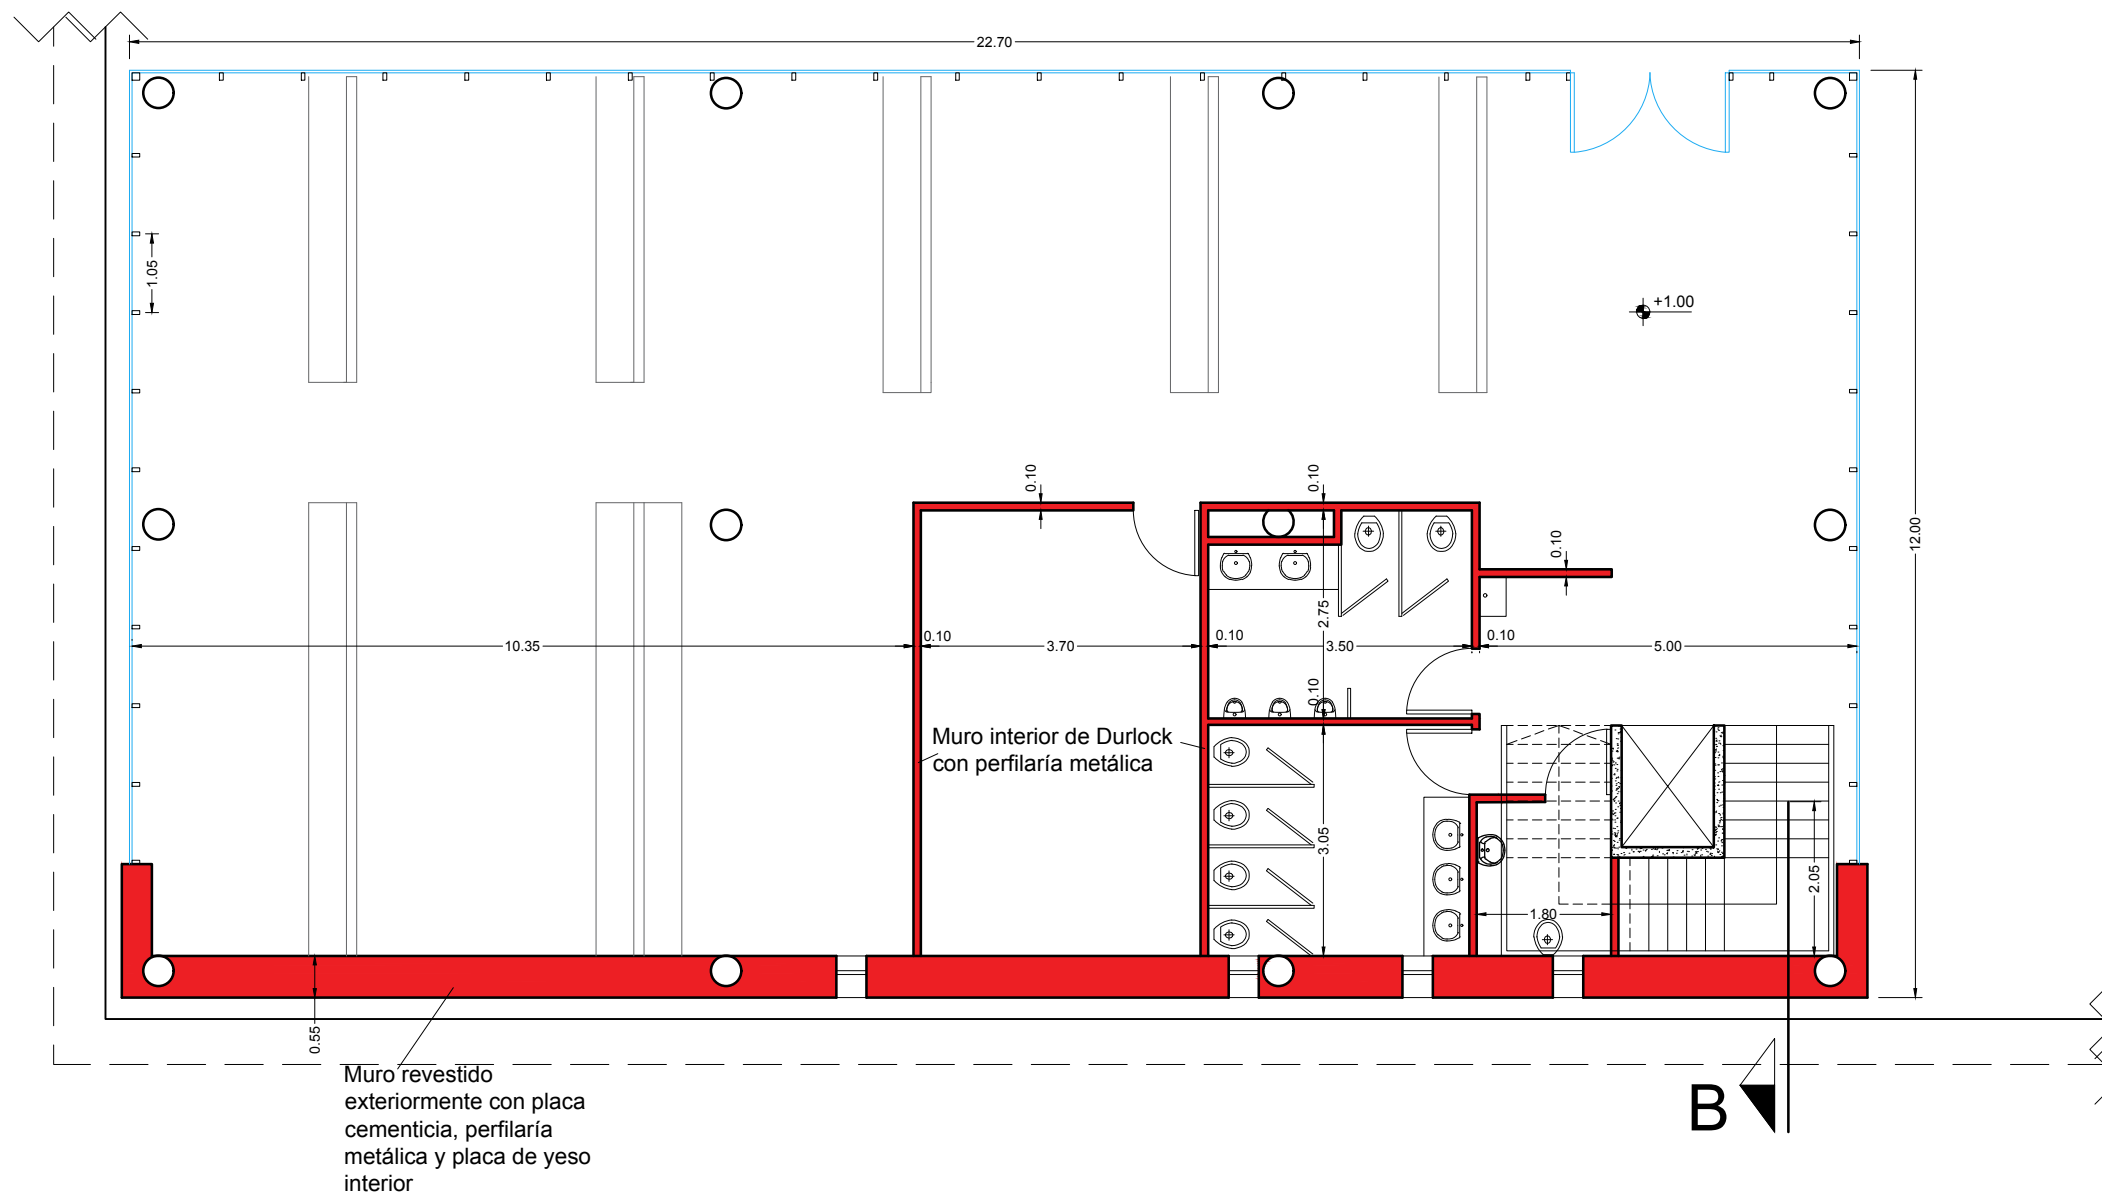 22.70
1.05
+1.00
12.00
0.10
0.10
0.10
2.75
10.35
0.10
3.70
0.10
3.50
0.10
5.00
0.10
Muro interior de Durlock
con perfilaría metálica
3.05
2.05
1.80
0.55
Muro revestido
exteriormente con placa
cementicia, perfilaría
metálica y placa de yeso
interior
B